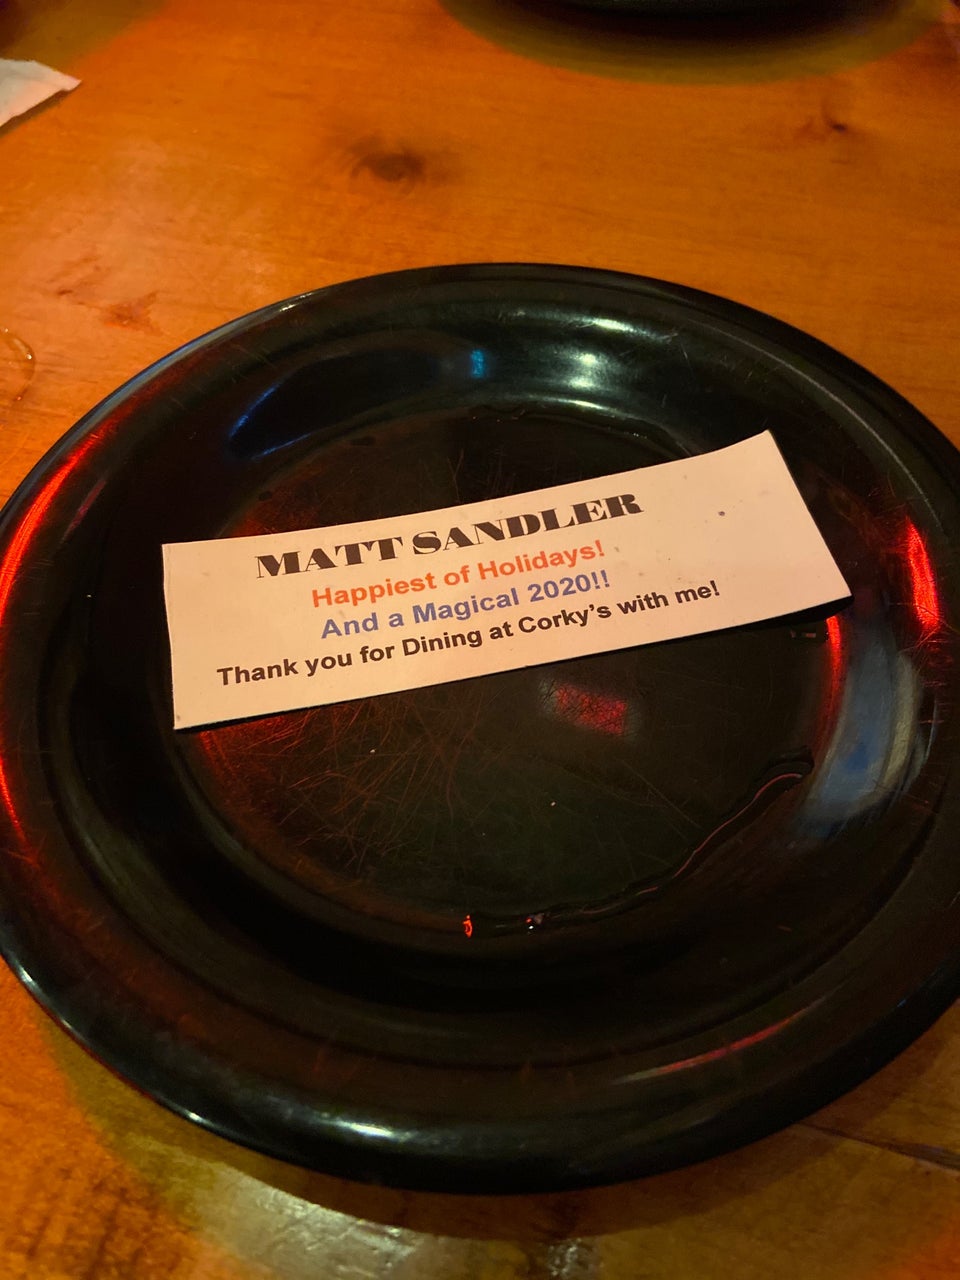 MATT SANDLER
Happiest of Holidays!
And a Magical 2020!!
Thank you for Dining at Corky's with me!